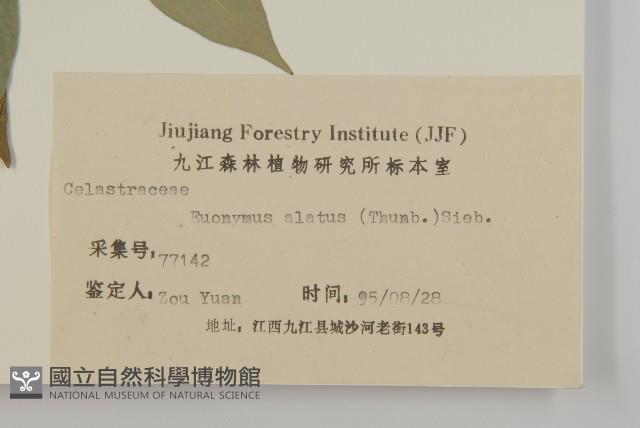 Jiujiang Forestry Institute (JJF)
九江森林植物研究所标本室
Celastraceae
Euonymus alatus (Thunb.)Sieb.
采集号：77142
鉴定人：Zou Yuan 时间：95/08/28
地址：江西九江县城沙河老街143号
國立自然科學博物館
NATIONAL MUSEUM OF NATURAL SCIENCE